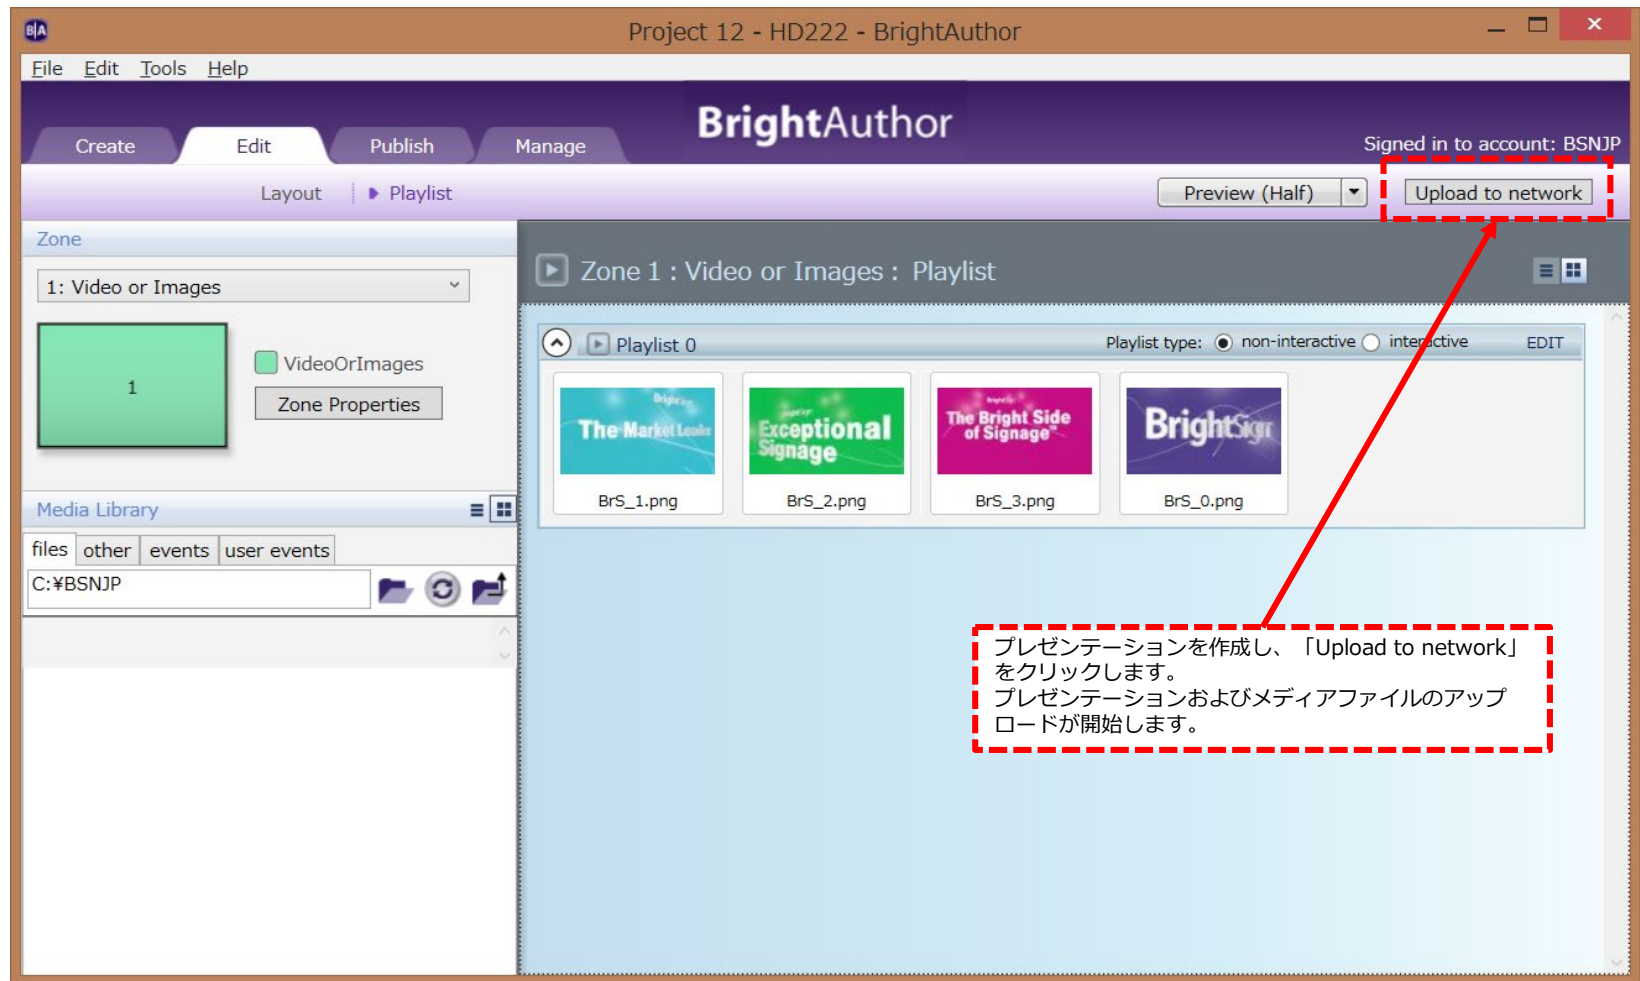 B|A
Project 12 - HD222 - BrightAuthor
File Edit Tools Help
BrightAuthor
Create Edit Publish Manage
Signed in to account: BSNJP
Layout Playlist
Preview (Half)
Upload to network
Zone
1: Video or Images
1
VideoOrImages
Zone Properties
Zone 1 : Video or Images : Playlist
Playlist 0
Playlist type: non-interactive interactive EDIT
The Market Leader
Exceptional
Signage
The Bright Side
of Signage™
BrightSign
BrS_1.png BrS_2.png BrS_3.png BrS_0.png
Media Library
files other events user events
C:¥BSNJP
プレゼンテーションを作成し、「Upload to network」
をクリックします。
プレゼンテーションおよびメディアファイルのアップ
ロードが開始します。